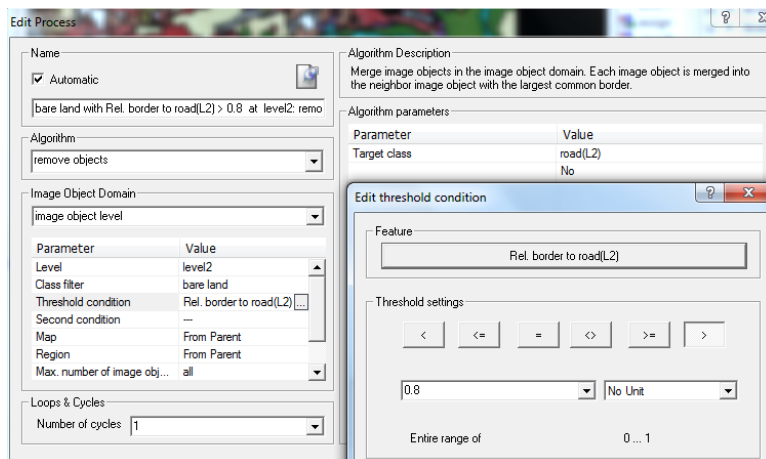 Edit Process
Name
Automatic
bare land with Rel. border to road(L2) > 0.8 at level2: remo
Algorithm
remove objects
Image Object Domain
image object level
Parameter Value
Level level2
Class filter bare land
Threshold condition Rel. border to road(L2) ...
Second condition ---
Map From Parent
Region From Parent
Max. number of image obj... all
Loops & Cycles
Number of cycles 1
Algorithm Description
Merge image objects in the image object domain. Each image object is merged into
the neighbor image object with the largest common border.
Algorithm parameters
Parameter Value
Target class road(L2)
No
Edit threshold condition
Feature
Rel. border to road(L2)
Threshold settings
< <= = <> >= >
0.8 No Unit
Entire range of 0 ... 1